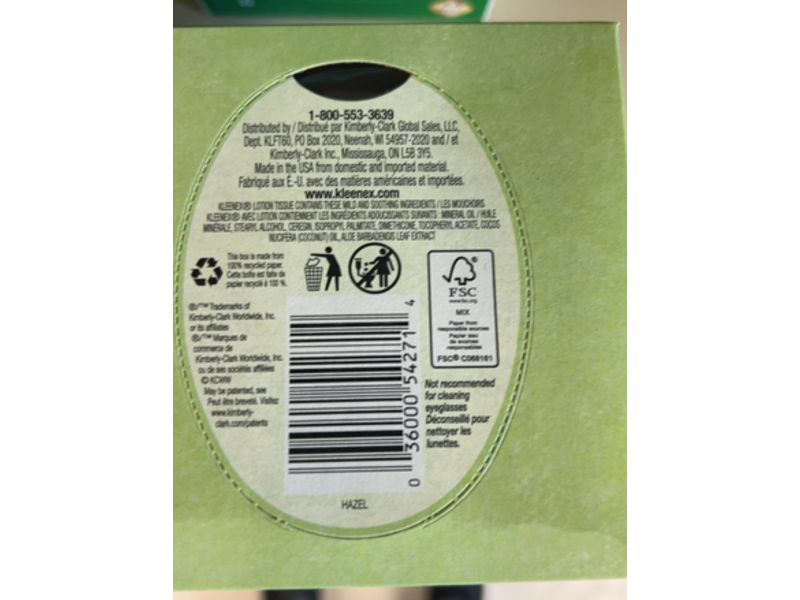 1-800-553-3639
Distributed by / Distribué par Kimberly-Clark Global Sales, LLC,
Dept. KLFT60, PO Box 2020, Neenah, WI 54957-2020 and / et
Kimberly-Clark Inc., Mississauga, ON L5B 3Y5.
Made in the USA from domestic and imported material.
Fabriqué aux É.-U. avec des matières américaines et importées.
www.kleenex.com
KLEENEX® LOTION TISSUE CONTAINS THESE MILD AND SOOTHING INGREDIENTS / LES MOUCHOIRS
KLEENEX® AVEC LOTION CONTIENNENT LES INGRÉDIENTS ADOUCISSANTS SUIVANTS : MINERAL OIL / HUILE
MINÉRALE, STEARYL ALCOHOL, CERESIN, ISOPROPYL PALMITATE, DIMETHICONE, TOCOPHERYL ACETATE, COCOS
NUCIFERA (COCONUT) OIL, ALOE BARBADENSIS LEAF EXTRACT
This box is made from
100% recycled paper.
Cette boîte est faite de
papier recyclé à 100 %.
®/™ Trademarks of
Kimberly-Clark Worldwide, Inc.
or its affiliates
®/™ Marques de
commerce de
Kimberly-Clark Worldwide, Inc.
ou de ses sociétés affiliées
© KCWW
May be patented, see
Peut être breveté. Visitez
www.kimberly-
clark.com/patents
0 36000 54271 4
FSC
www.fsc.org
MIX
Paper from
responsible sources
Papier issu
de sources
responsables
FSC® C068181
Not recommended
for cleaning
eyeglasses
Déconseillé pour
nettoyer les
lunettes.
HAZEL